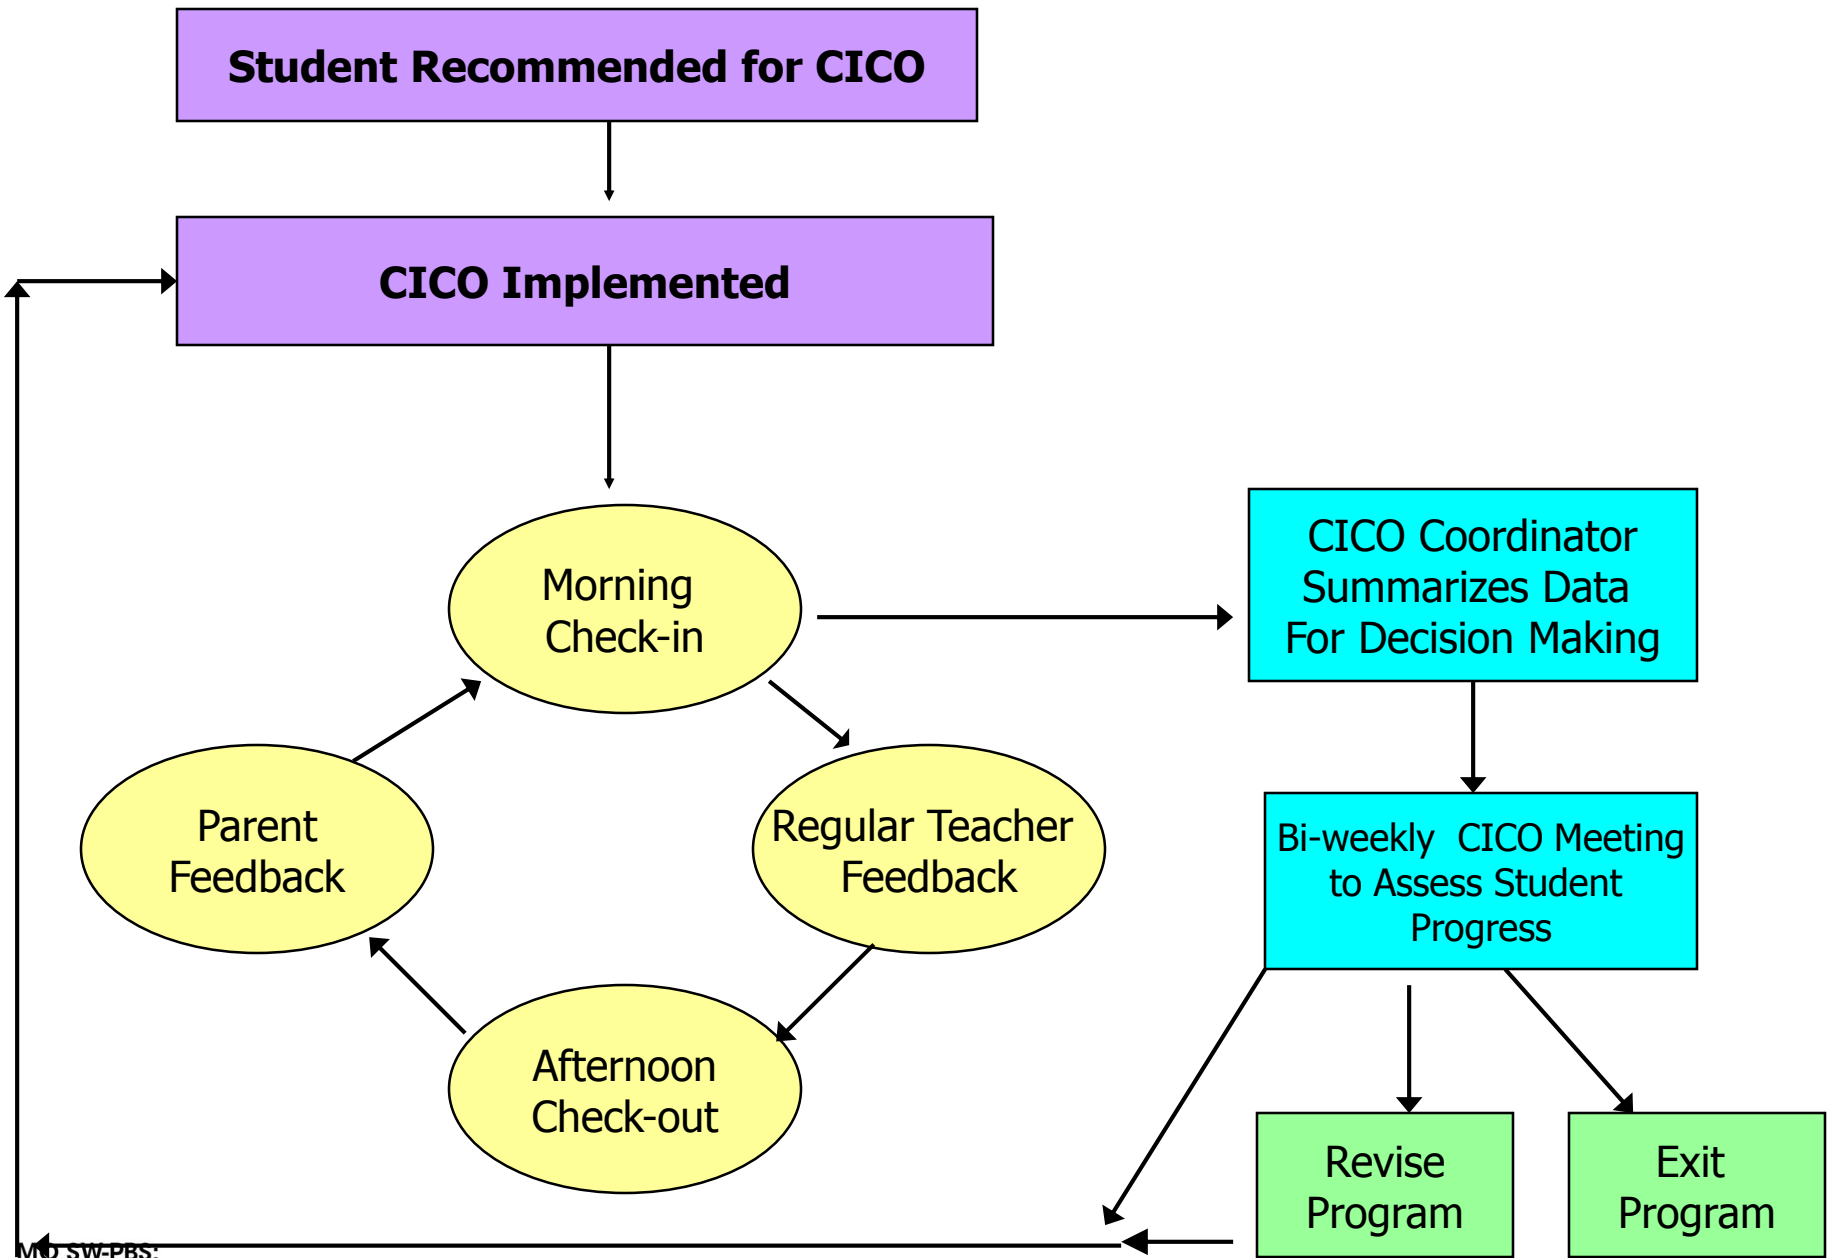 Student Recommended for CICO
CICO Implemented
Morning
Check-in
CICO Coordinator
Summarizes Data
For Decision Making
Parent
Feedback
Regular Teacher
Feedback
Bi-weekly CICO Meeting
to Assess Student
Progress
Afternoon
Check-out
Revise
Program
Exit
Program
MO SW-PBS: